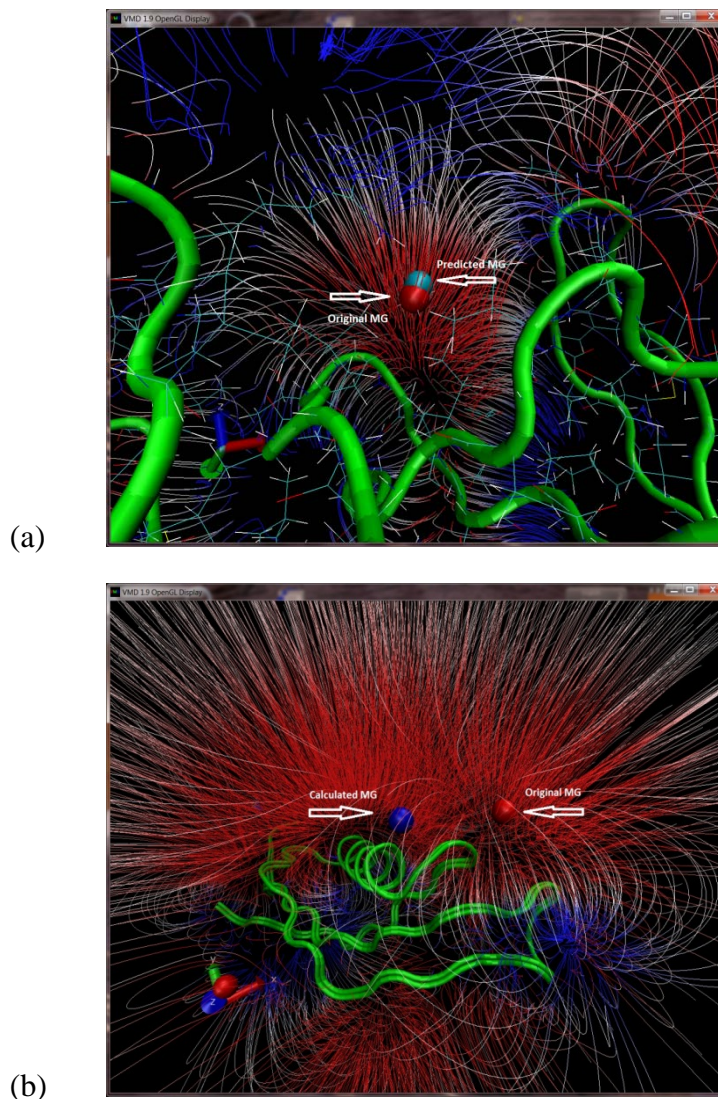 VMD 1.9 OpenGL Display
Predicted MG
Original MG
z
(a)
VMD 1.9 OpenGL Display
Calculated MG
Original MG
y
x
z
(b)